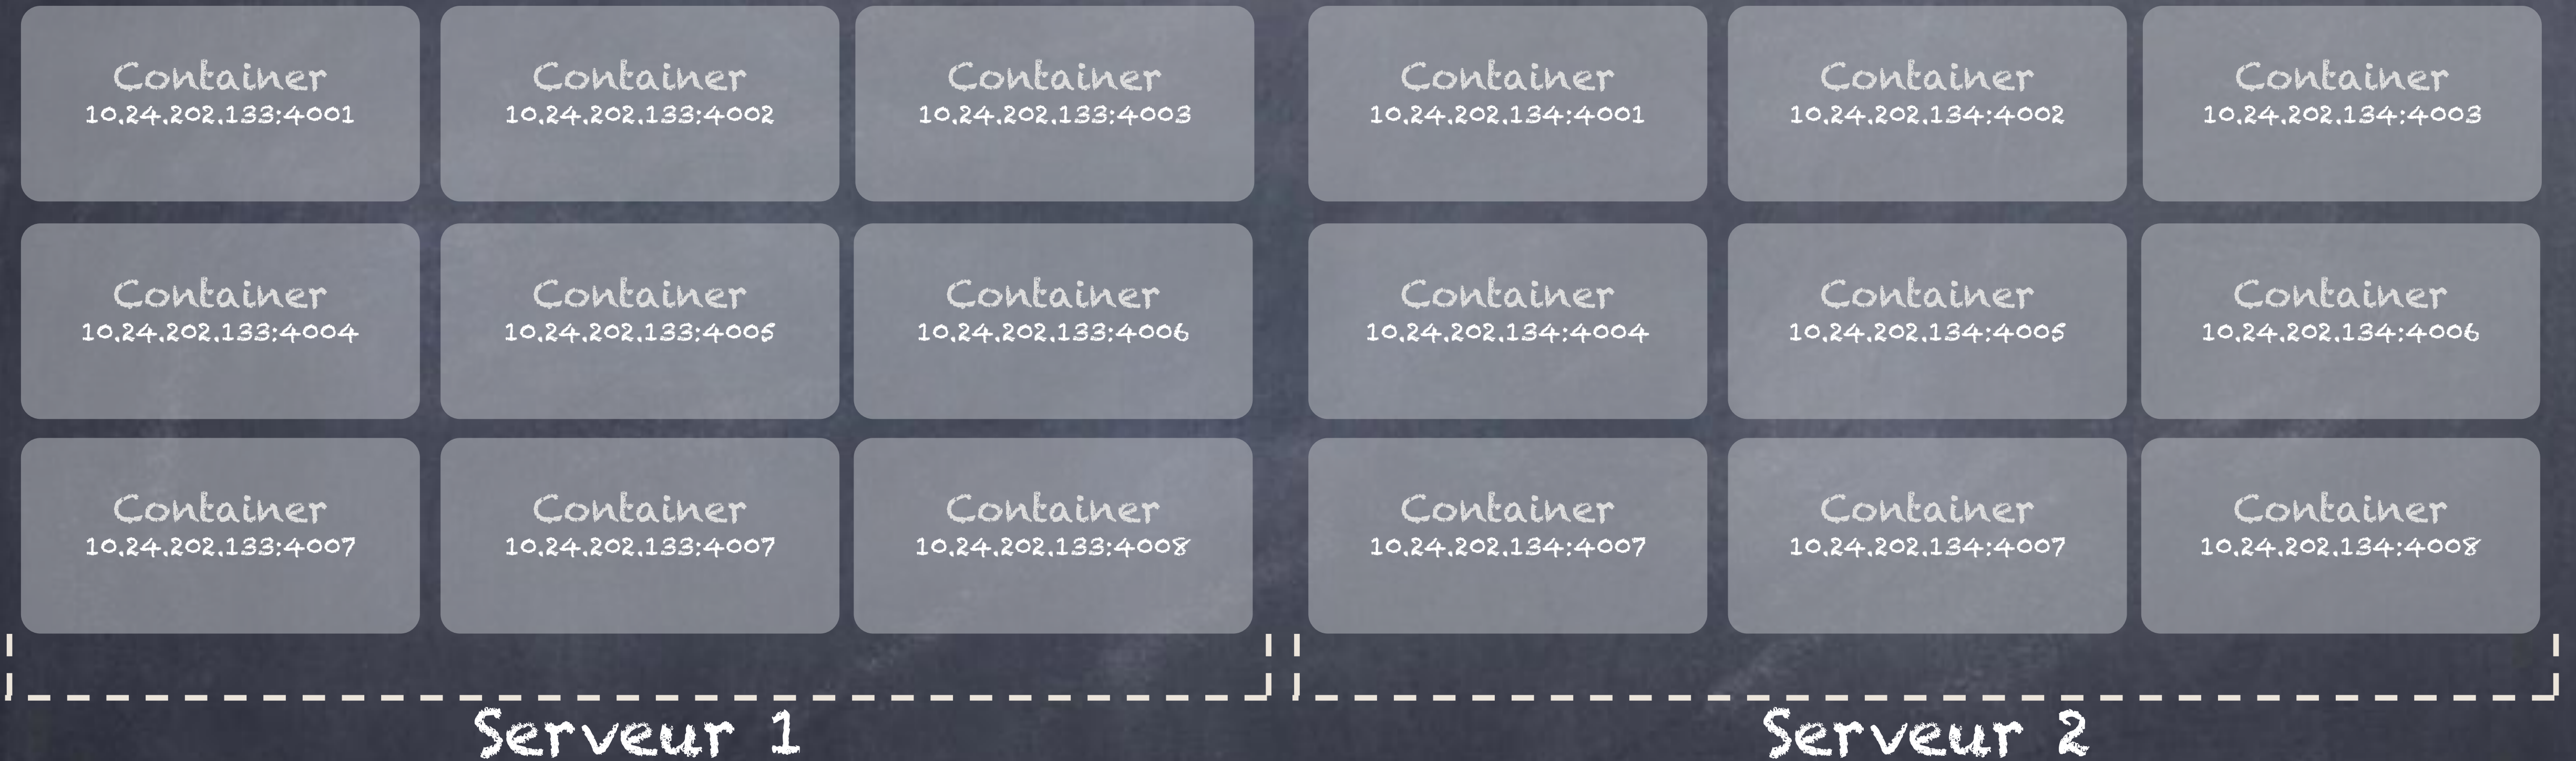 Container
10.24.202.133:4001
Container
10.24.202.133:4002
Container
10.24.202.133:4003
Container
10.24.202.134:4001
Container
10.24.202.134:4002
Container
10.24.202.134:4003
Container
10.24.202.133:4004
Container
10.24.202.133:4005
Container
10.24.202.133:4006
Container
10.24.202.134:4004
Container
10.24.202.134:4005
Container
10.24.202.134:4006
Container
10.24.202.133:4007
Container
10.24.202.133:4007
Container
10.24.202.133:4008
Container
10.24.202.134:4007
Container
10.24.202.134:4007
Container
10.24.202.134:4008
Serveur 1
Serveur 2